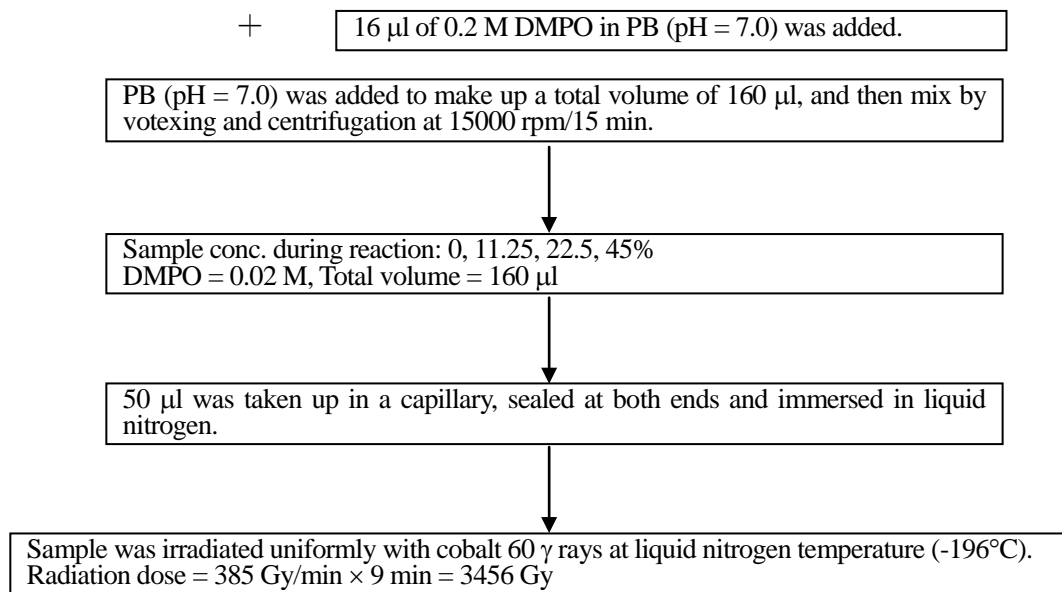 + 16 μl of 0.2 M DMPO in PB (pH = 7.0) was added.
PB (pH = 7.0) was added to make up a total volume of 160 μl, and then mix by
votexing and centrifugation at 15000 rpm/15 min.
Sample conc. during reaction: 0, 11.25, 22.5, 45%
DMPO = 0.02 M, Total volume = 160 μl
50 μl was taken up in a capillary, sealed at both ends and immersed in liquid
nitrogen.
Sample was irradiated uniformly with cobalt 60 γ rays at liquid nitrogen temperature (-196°C).
Radiation dose = 385 Gy/min × 9 min = 3456 Gy